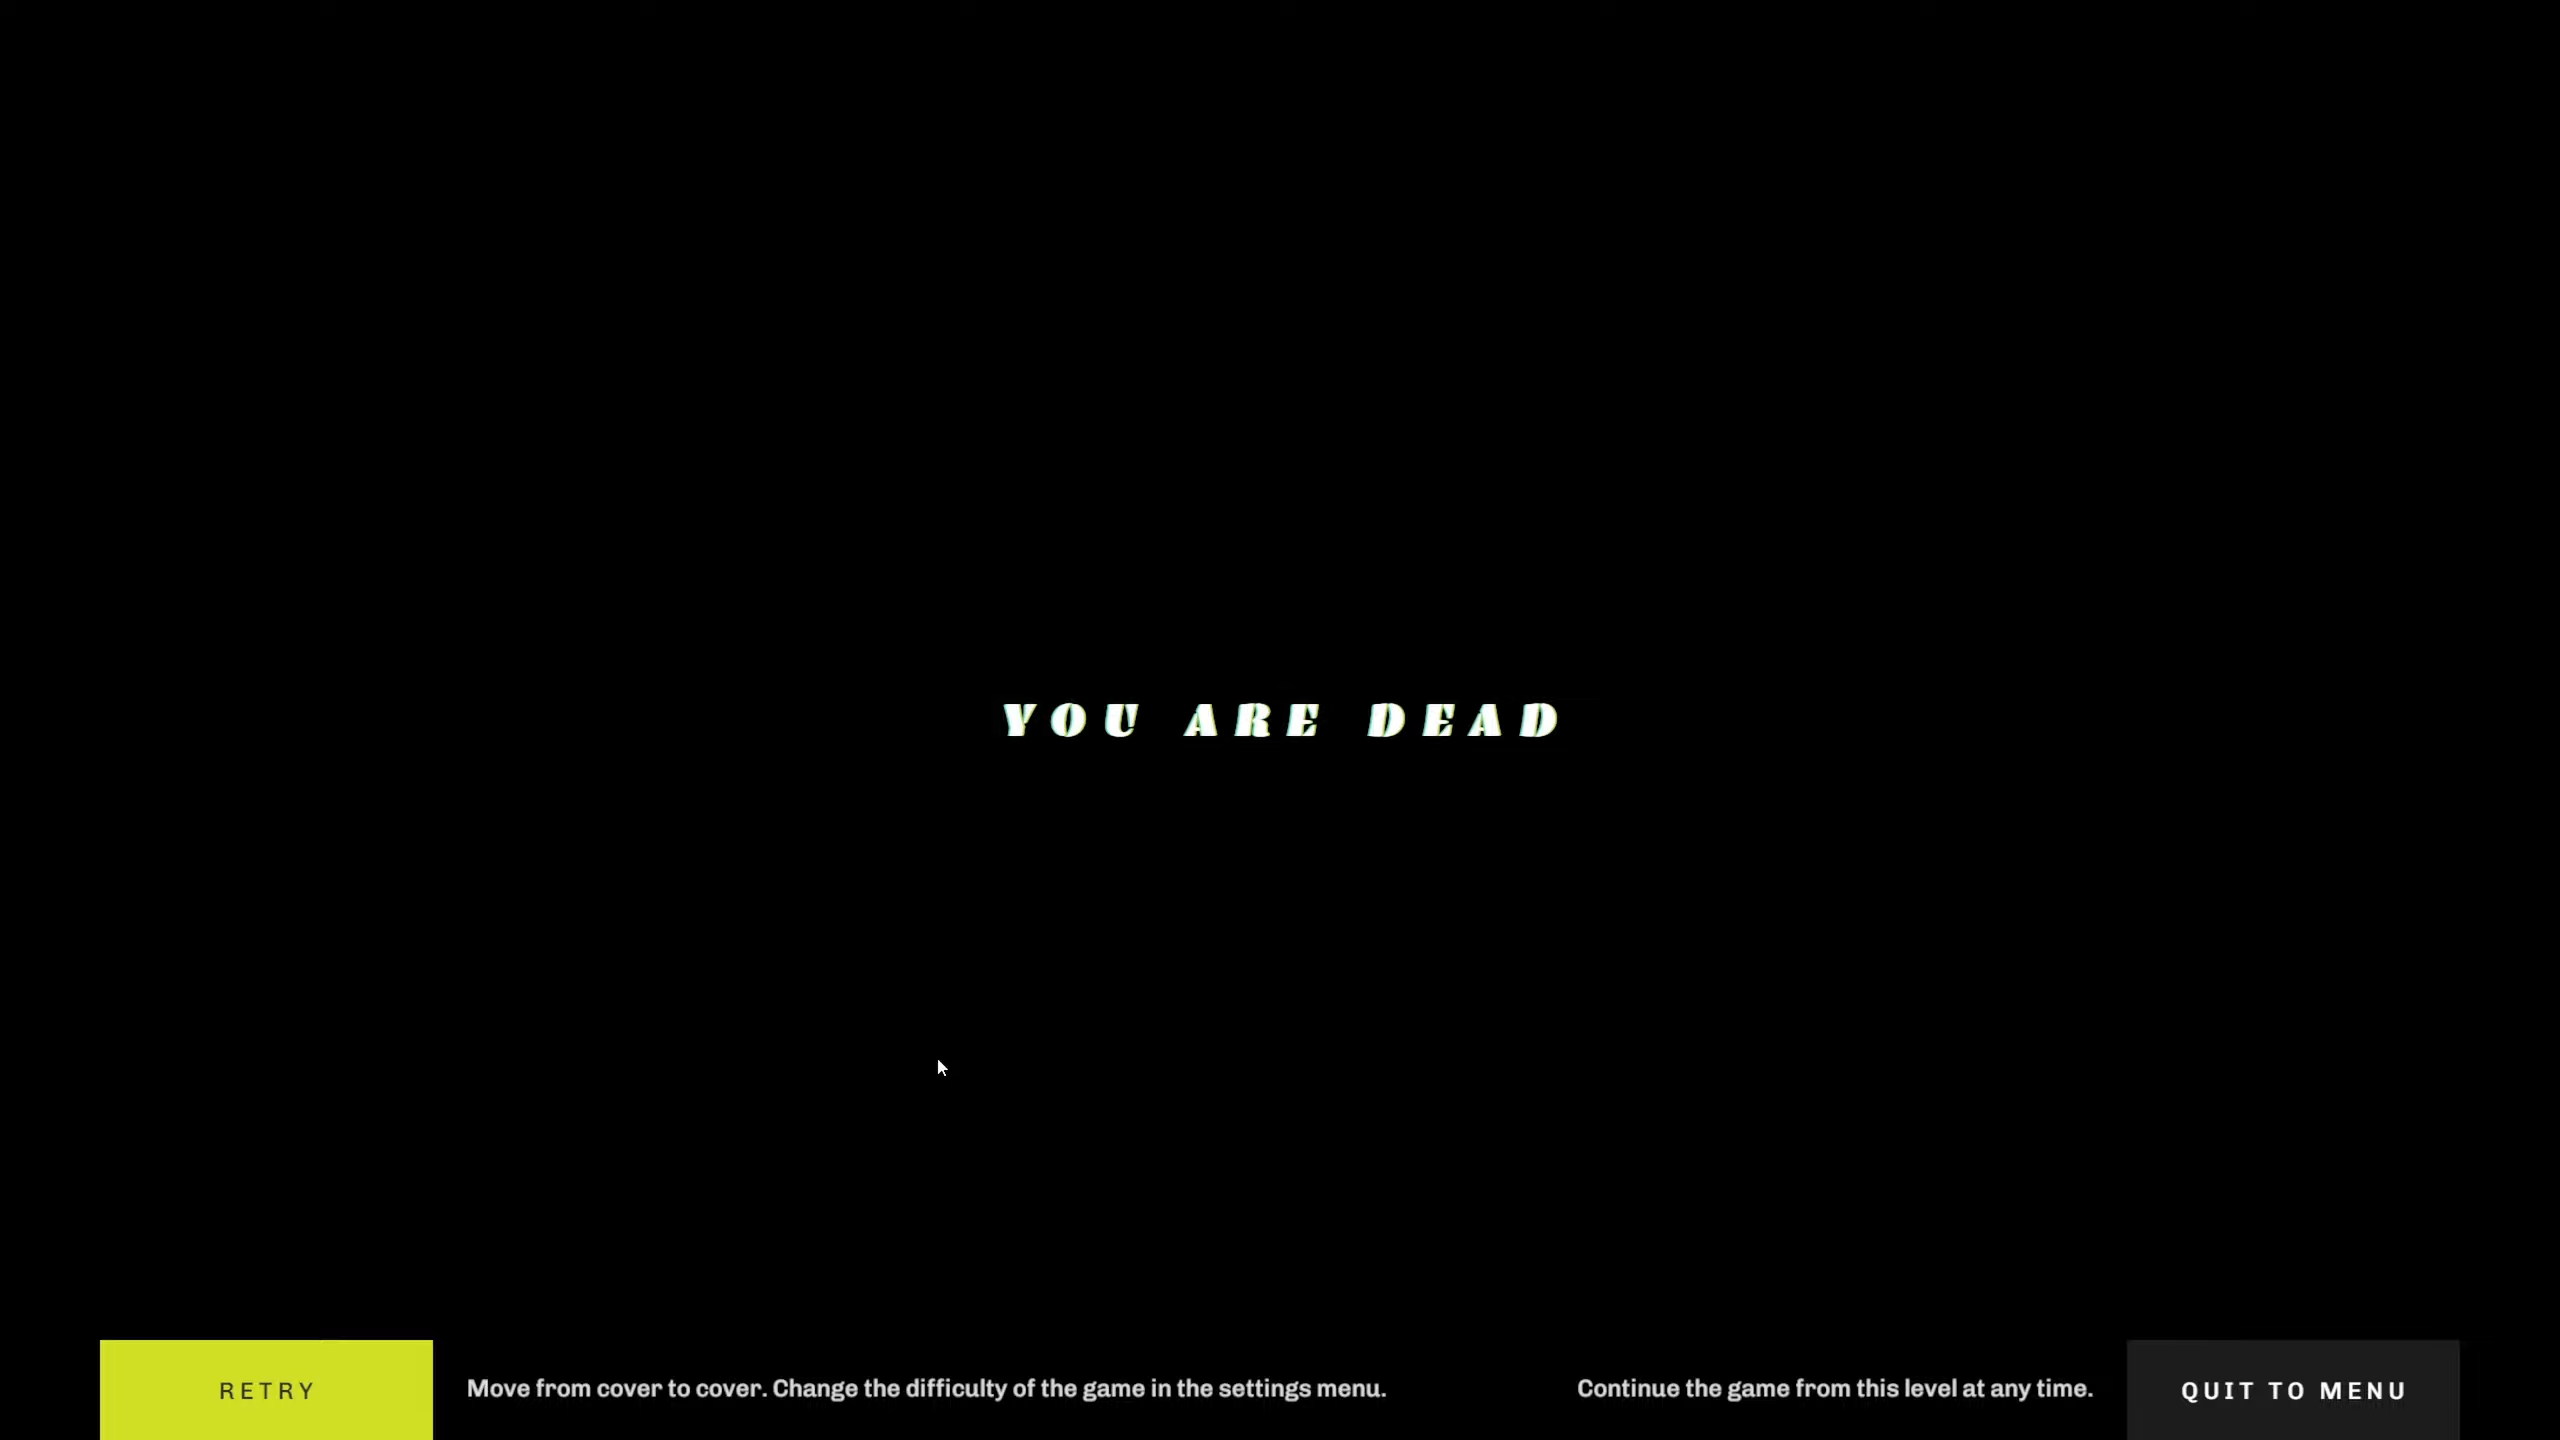 YOU ARE DEAD
RETRY
Move from cover to cover. Change the difficulty of the game in the settings menu.
Continue the game from this level at any time.
QUIT TO MENU